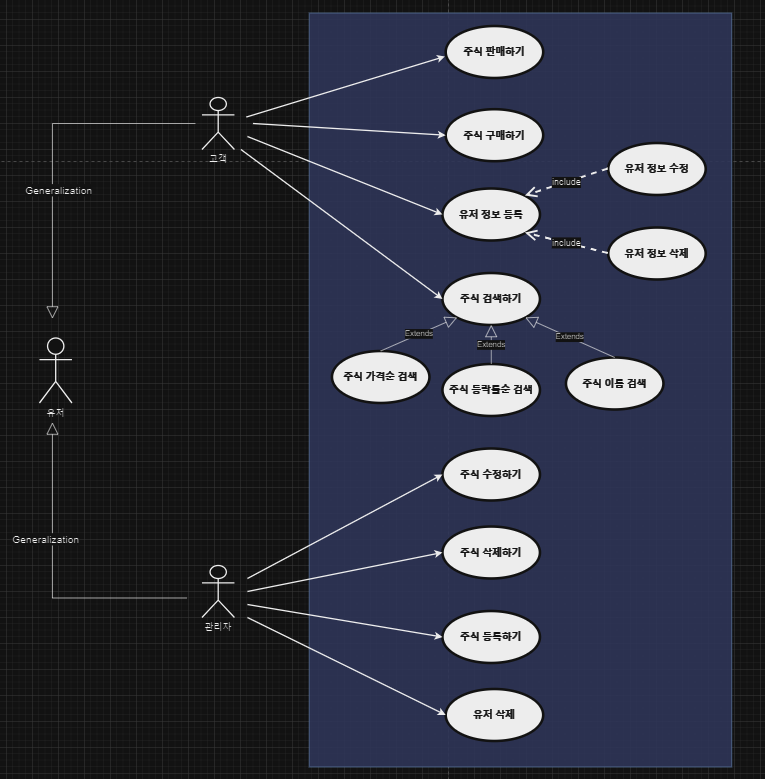 주식 판매하기
주식 구매하기
고객
유저 정보 수정
include
Generalization
유저 정보 등록
include
유저 정보 삭제
주식 검색하기
Extends
Extends
Extends
주식 가격순 검색
주식 등락률순 검색
주식 이름 검색
유저
주식 수정하기
Generalization
주식 삭제하기
관리자
주식 등록하기
유저 삭제